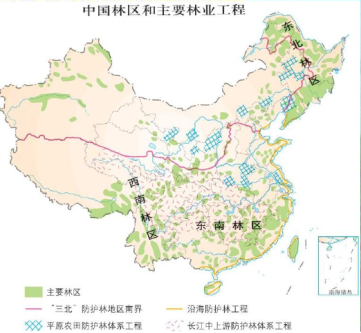 中国林区和主要林业工程
东北林区
西南林区
东南林区
南海诸岛
主要林区
"三北"防护林地区南界
沿海防护林工程
平原农田防护林体系工程
长江中上游防护林体系工程